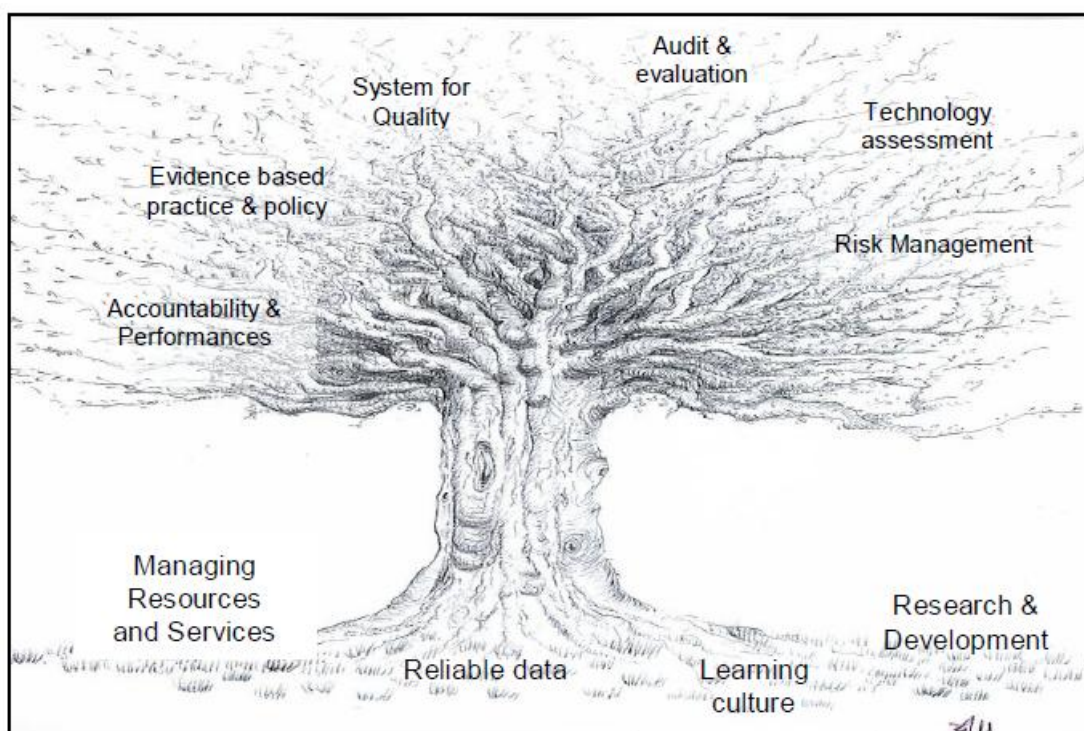 Audit &
evaluation
System for
Quality
Technology
assessment
Evidence based
practice & policy
Risk Management
Accountability &
Performances
Managing
Resources
and Services
Research &
Development
Reliable data
Learning
culture